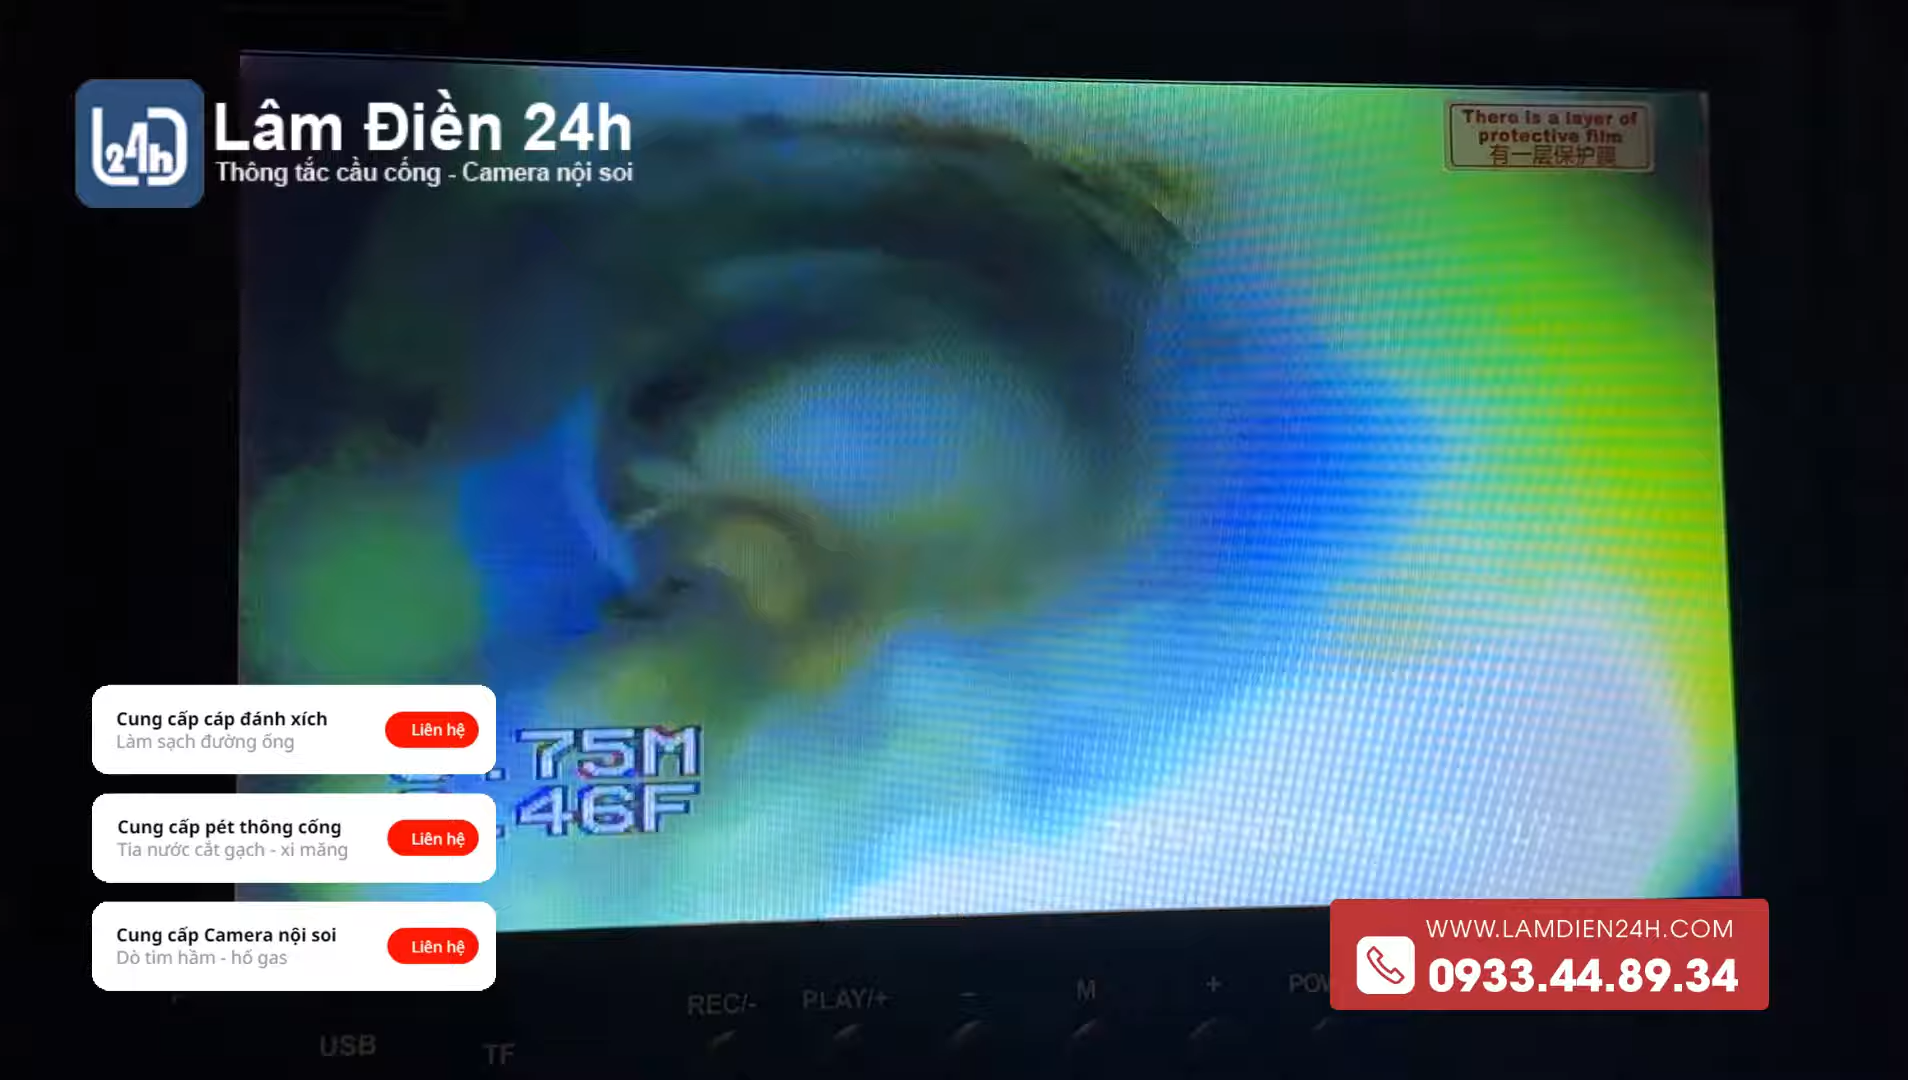 Lâm Điền 24h
Thông tắc cầu cống - Camera nội soi
24h
There is a layer of
protective film
有一层保护膜
Cung cấp cáp đánh xích
Làm sạch đường ống
Liên hệ
.75M
.46F
Cung cấp pét thông cống
Tia nước cắt gạch - xi măng
Liên hệ
Cung cấp Camera nội soi
Dò tìm hầm - hố gas
Liên hệ
WWW.LAMDIEN24H.COM
0933.44.89.34
REC/-
PLAY/+
-
M
+
USB
TF